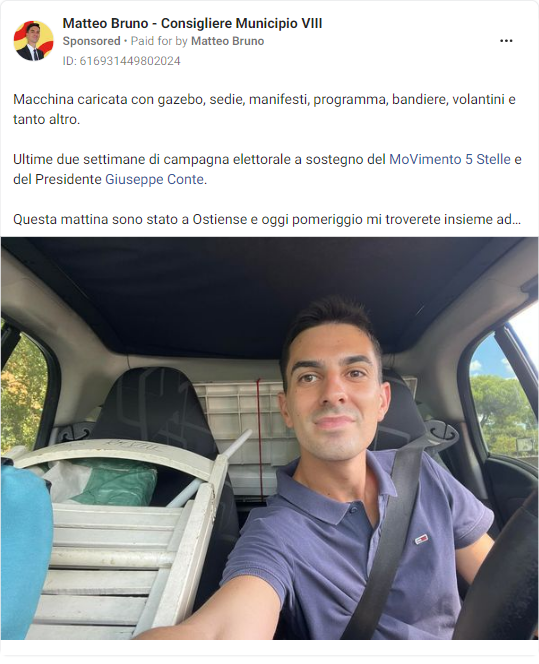 Matteo Bruno - Consigliere Municipio VIII
Sponsored • Paid for by Matteo Bruno
ID: 616931449802024
Macchina caricata con gazebo, sedie, manifesti, programma, bandiere, volantini e
tanto altro.
Ultime due settimane di campagna elettorale a sostegno del MoVimento 5 Stelle e
del Presidente Giuseppe Conte.
Questa mattina sono stato a Ostiense e oggi pomeriggio mi troverete insieme ad...